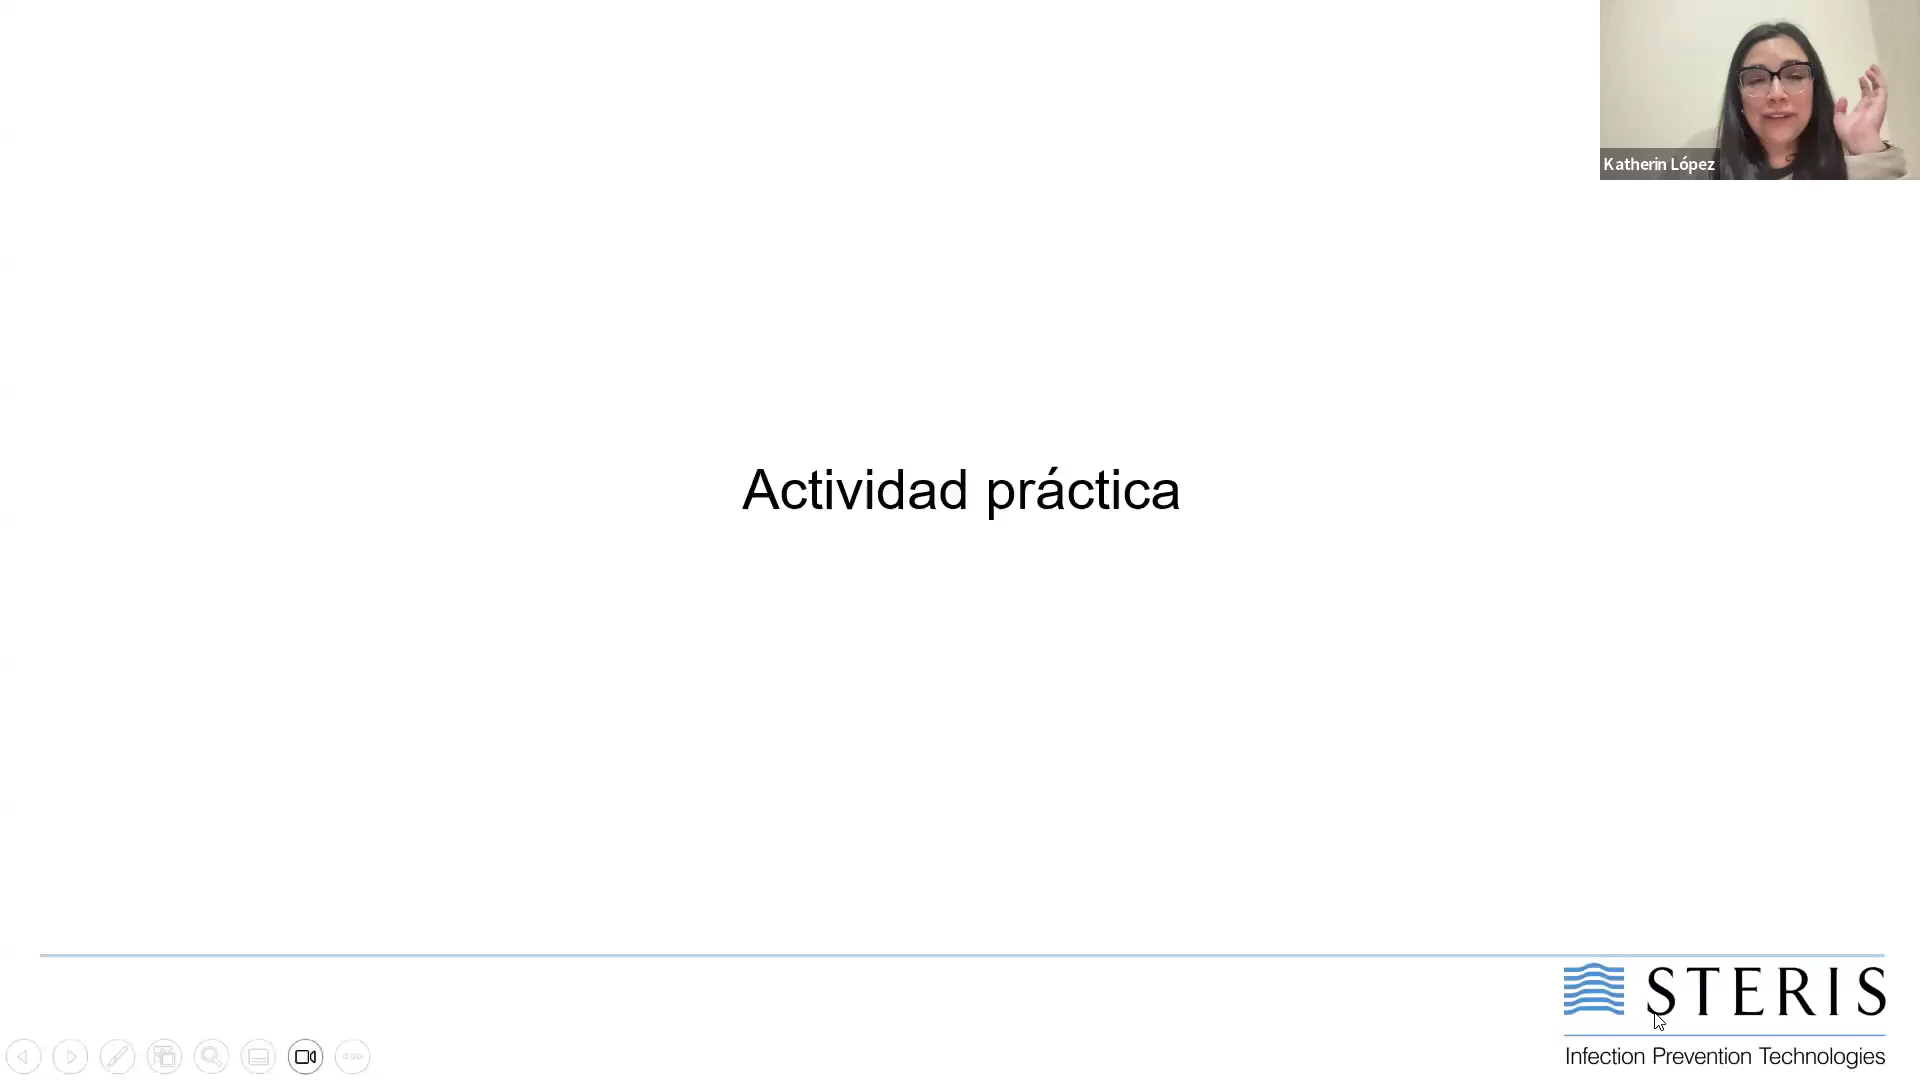 Katherin López
Actividad práctica
STERIS
Infection Prevention Technologies